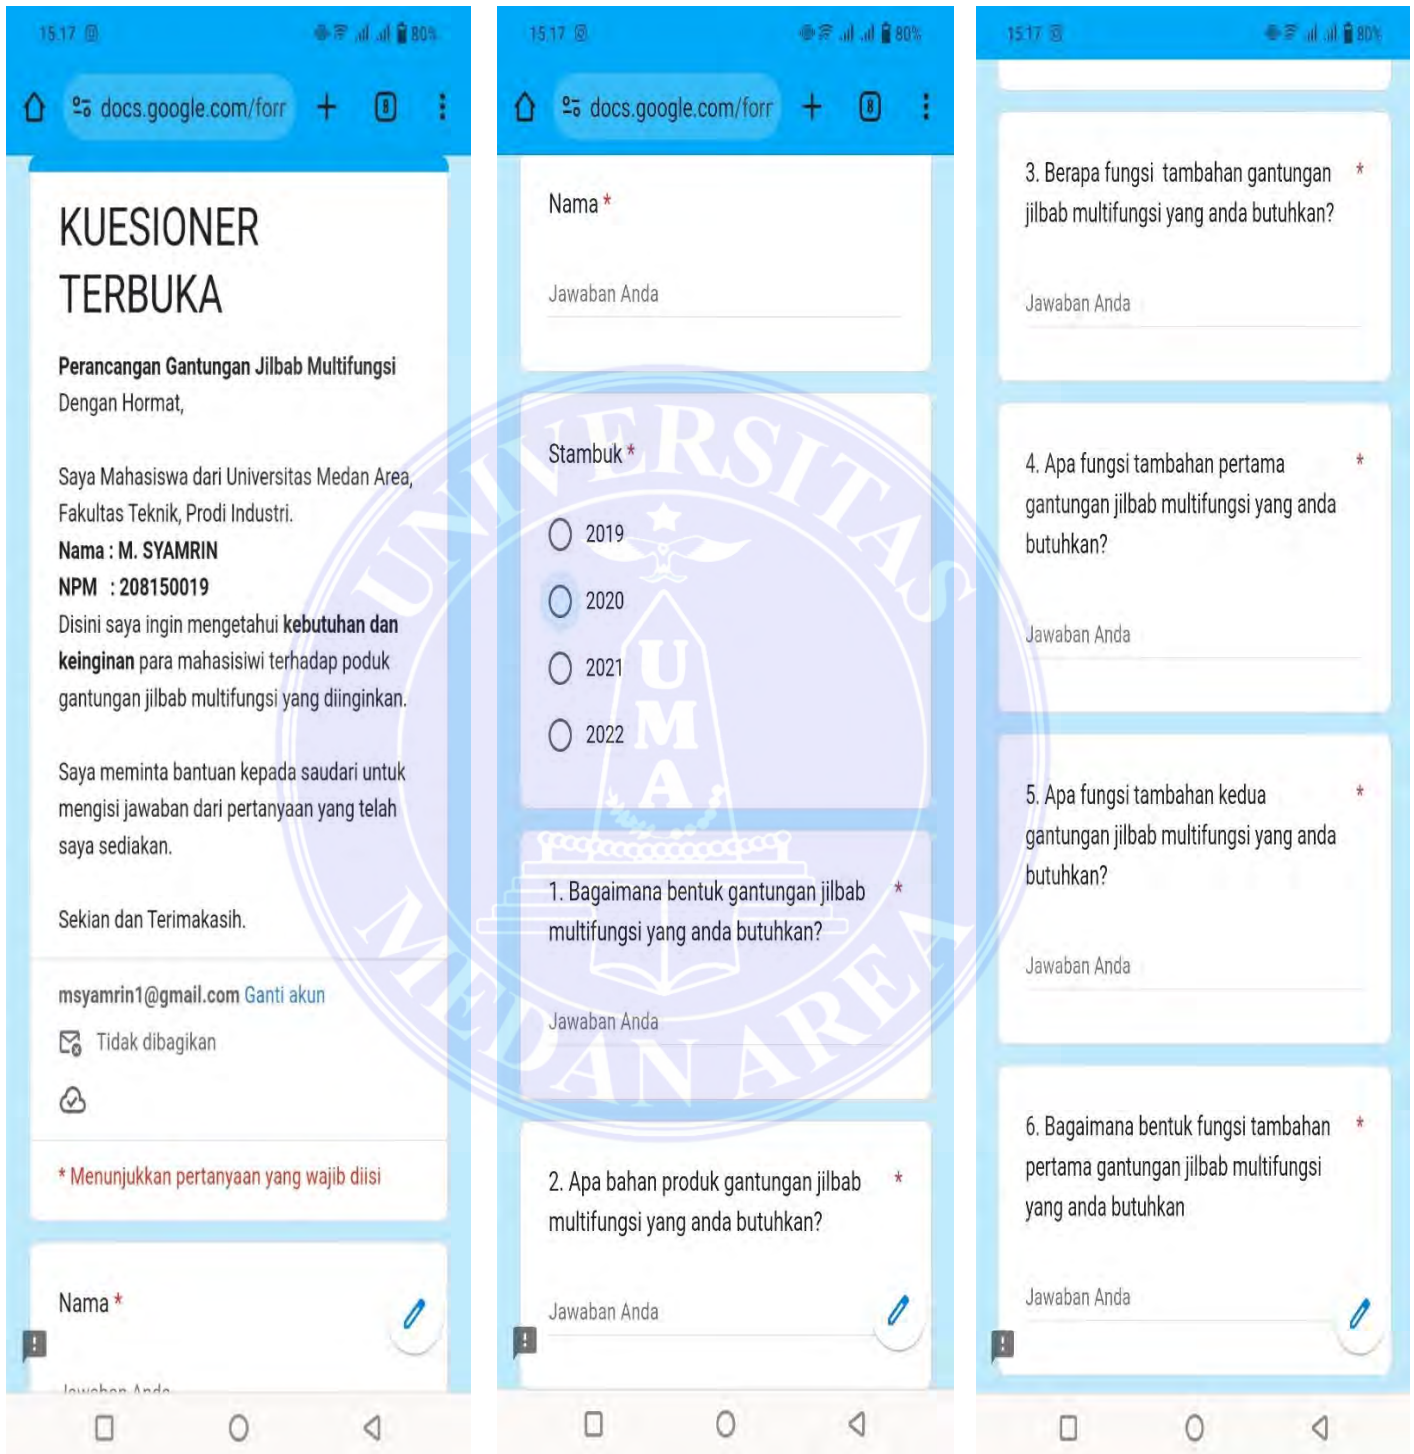 15.17
80%
docs.google.com/forr
8
KUESIONER
TERBUKA
Perancangan Gantungan Jilbab Multifungsi
Dengan Hormat,
Saya Mahasiswa dari Universitas Medan Area,
Fakultas Teknik, Prodi Industri.
Nama : M. SYAMRIN
NPM : 208150019
Disini saya ingin mengetahui kebutuhan dan
keinginan para mahasisiwi terhadap poduk
gantungan jilbab multifungsi yang diinginkan.
Saya meminta bantuan kepada saudari untuk
mengisi jawaban dari pertanyaan yang telah
saya sediakan.
Sekian dan Terimakasih.
msyamrin1@gmail.com Ganti akun
Tidak dibagikan
* Menunjukkan pertanyaan yang wajib diisi
Nama *
Jawaban Anda
15.17
80%
docs.google.com/forr
8
Nama *
Jawaban Anda
Stambuk *
2019
2020
2021
2022
1. Bagaimana bentuk gantungan jilbab *
multifungsi yang anda butuhkan?
Jawaban Anda
2. Apa bahan produk gantungan jilbab *
multifungsi yang anda butuhkan?
Jawaban Anda
15.17
80%
3. Berapa fungsi tambahan gantungan *
jilbab multifungsi yang anda butuhkan?
Jawaban Anda
4. Apa fungsi tambahan pertama *
gantungan jilbab multifungsi yang anda
butuhkan?
Jawaban Anda
5. Apa fungsi tambahan kedua *
gantungan jilbab multifungsi yang anda
butuhkan?
Jawaban Anda
6. Bagaimana bentuk fungsi tambahan *
pertama gantungan jilbab multifungsi
yang anda butuhkan
Jawaban Anda
UNIVERSITAS
UMA
MEDAN AREA